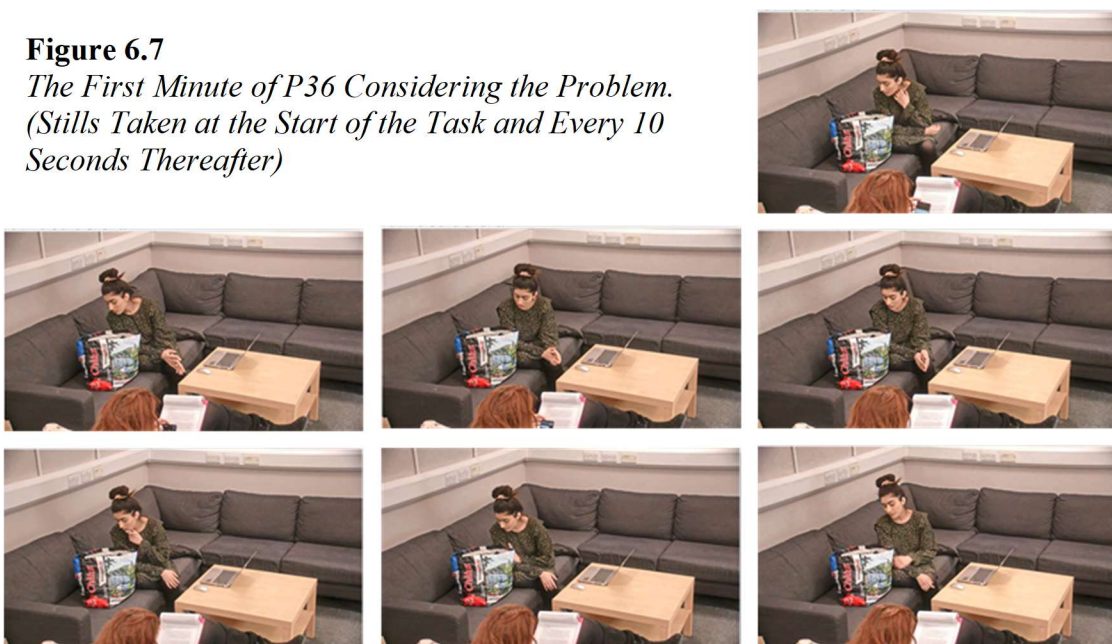 Figure 6.7
The First Minute of P36 Considering the Problem.
(Stills Taken at the Start of the Task and Every 10
Seconds Thereafter)